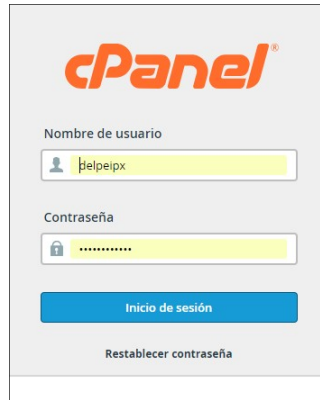 cPanel®
Nombre de usuario
delpeipx
Contraseña
••••••••••••
Inicio de sesión
Restablecer contraseña